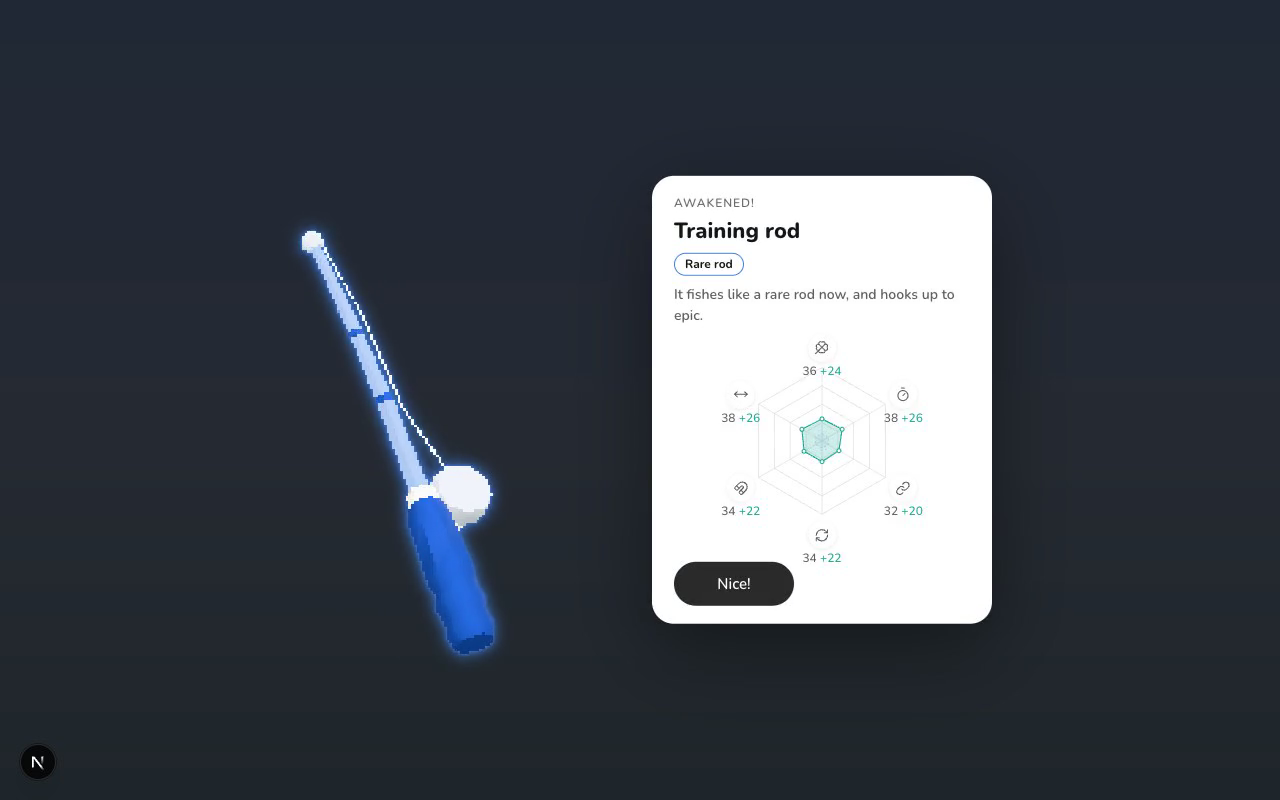 AWAKENED!
Training rod
Rare rod
It fishes like a rare rod now, and hooks up to
epic.
36 +24
38 +26
38 +26
34 +22
32 +20
34 +22
Nice!
N